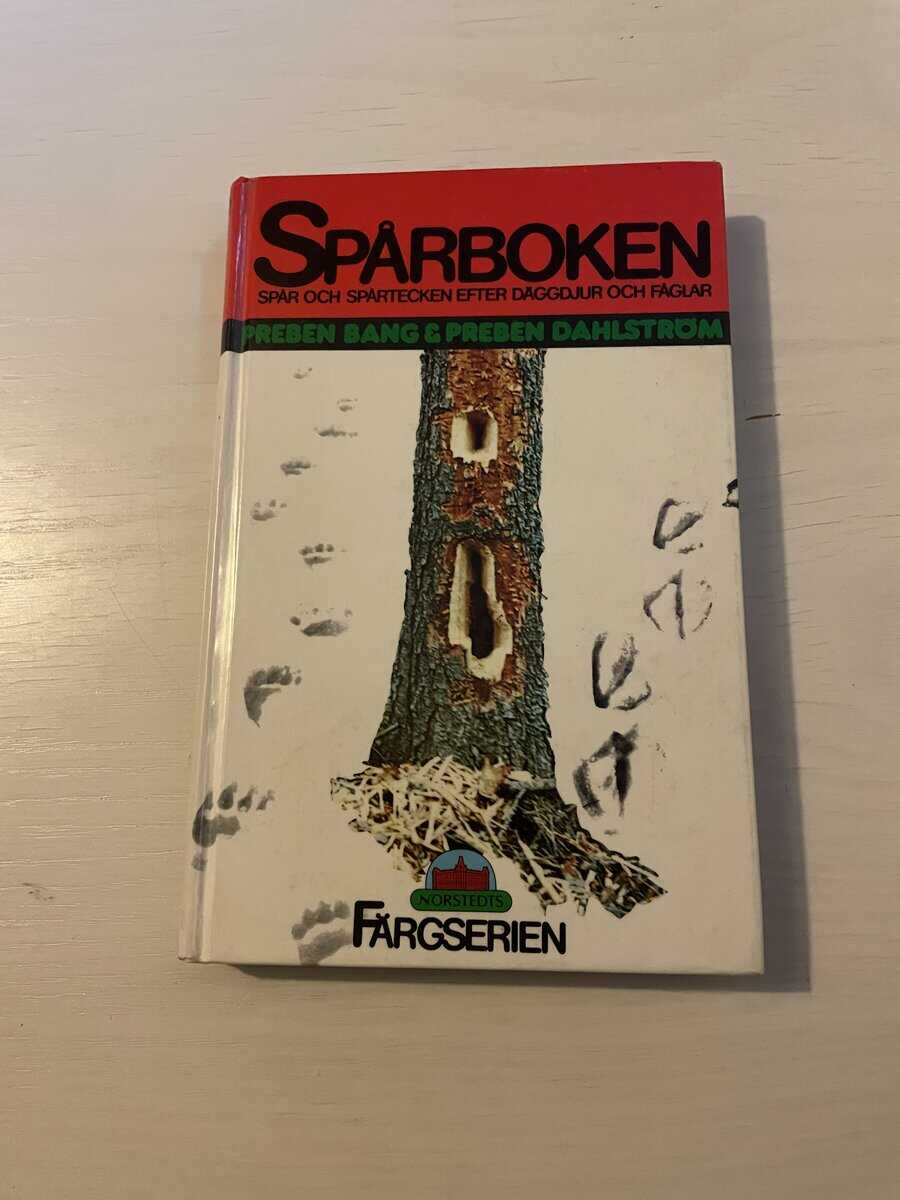 SPÅRBOKEN
SPÅR OCH SPÅRTECKEN EFTER DÄGGDJUR OCH FÅGLAR
PREBEN BANG & PREBEN DAHLSTRÖM
NORSTEDTS
FÄRGSERIEN